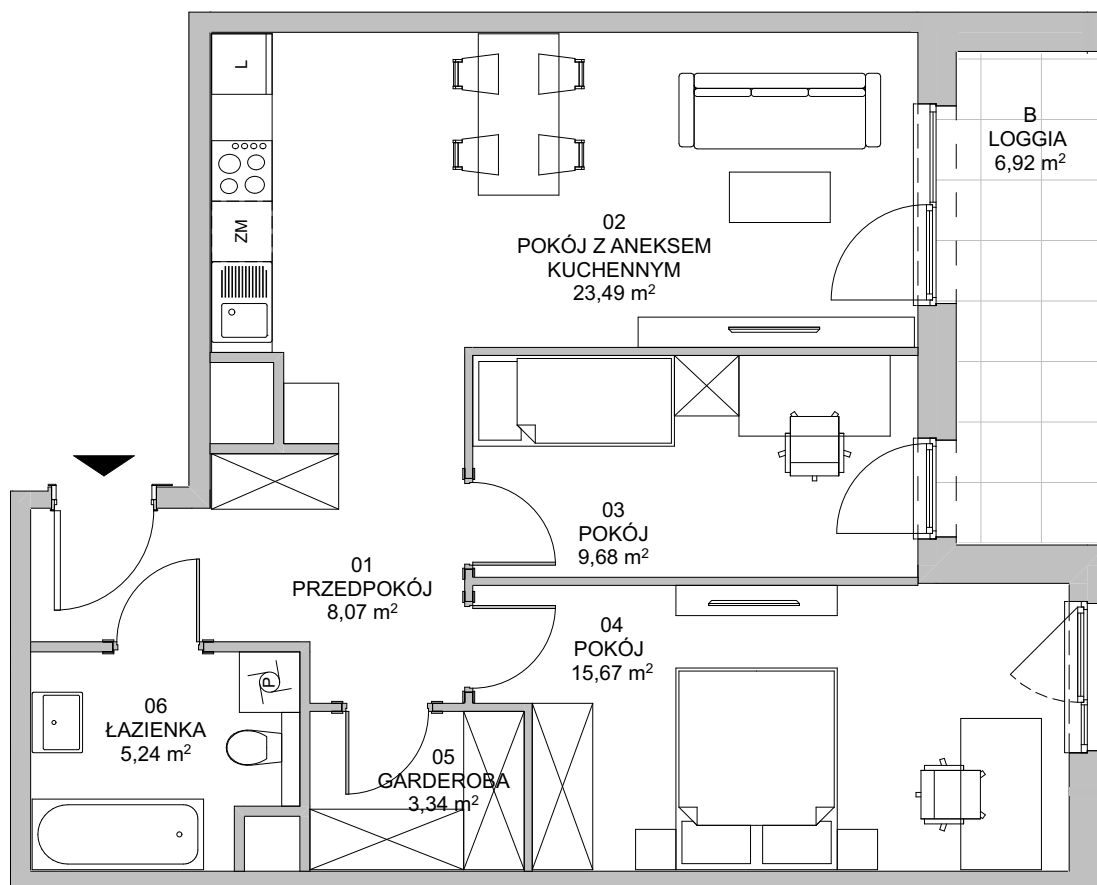 L
ZM
B
LOGGIA
6,92 m²
02
POKÓJ Z ANEKSEM
KUCHENNYM
23,49 m²
03
POKÓJ
9,68 m²
01
PRZEDPOKÓJ
8,07 m²
04
POKÓJ
15,67 m²
P
06
ŁAZIENKA
5,24 m²
05
GARDEROBA
3,34 m²